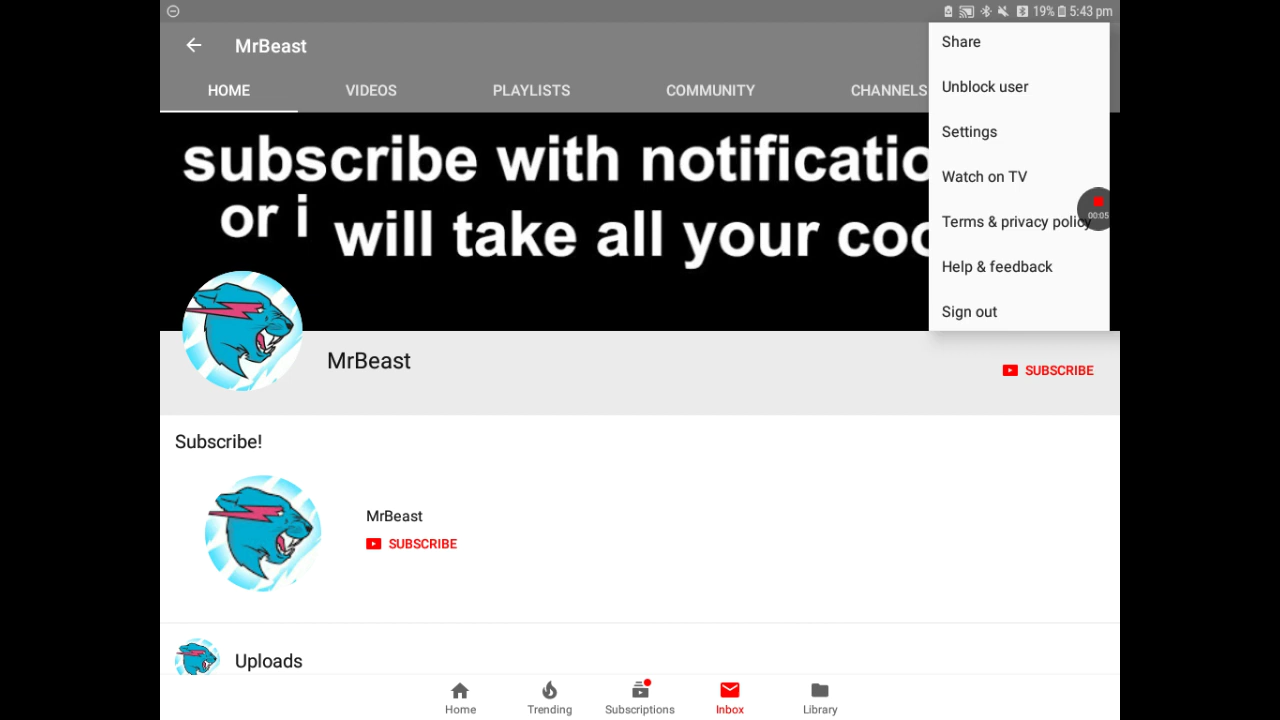 19% 5:43 pm
MrBeast
HOME VIDEOS PLAYLISTS COMMUNITY CHANNELS
Share
Unblock user
Settings
Watch on TV
Terms & privacy policy
00:05
Help & feedback
Sign out
subscribe with notificatio
or i will take all your coo
MrBeast
SUBSCRIBE
Subscribe!
MrBeast
SUBSCRIBE
Uploads
Home Trending Subscriptions Inbox Library